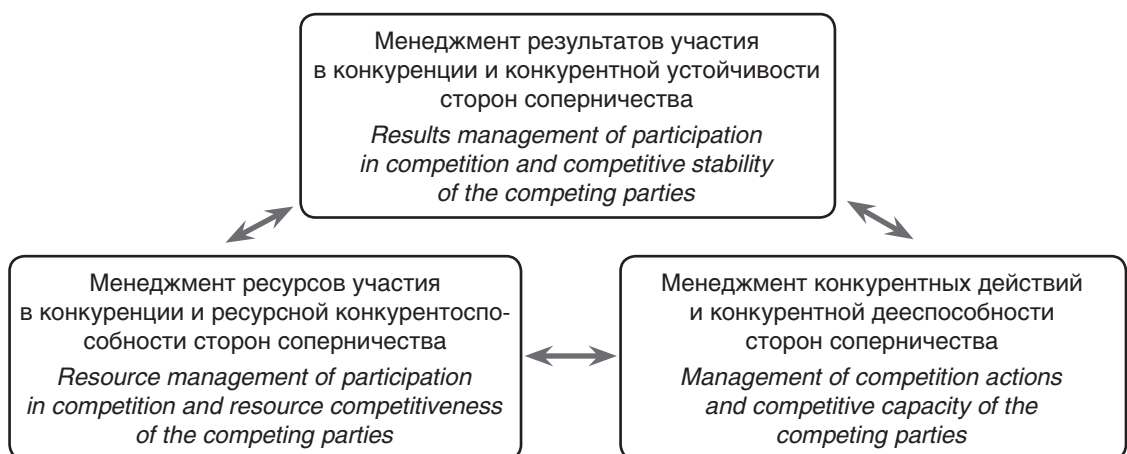 Менеджмент результатов участия
в конкуренции и конкурентной устойчивости
сторон соперничества
Results management of participation
in competition and competitive stability
of the competing parties
Менеджмент ресурсов участия
в конкуренции и ресурсной конкурентоспо-
собности сторон соперничества
Resource management of participation
in competition and resource competitiveness
of the competing parties
Менеджмент конкурентных действий
и конкурентной дееспособности
сторон соперничества
Management of competition actions
and competitive capacity of the
competing parties